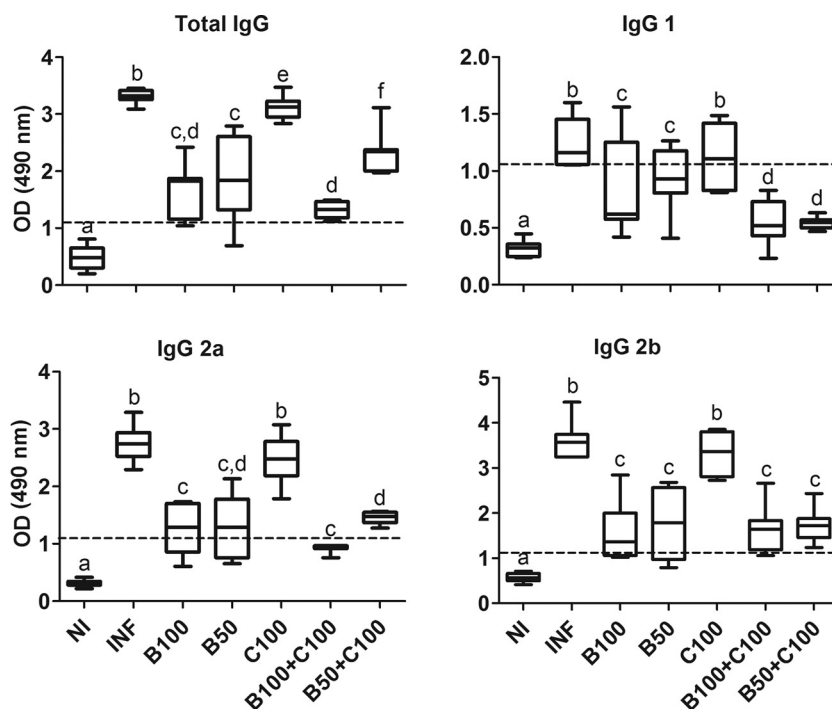 Total IgG
OD (490 nm)
4
3
2
1
0
a
b
c,d
c
e
d
f
IgG 1
2.0
1.5
1.0
0.5
0.0
a
b
c
c
b
d
d
IgG 2a
OD (490 nm)
4
3
2
1
0
a
b
c
c,d
b
c
d
NI
INF
B100
B50
C100
B100+C100
B50+C100
IgG 2b
5
4
3
2
1
0
a
b
c
c
b
c
c
NI
INF
B100
B50
C100
B100+C100
B50+C100